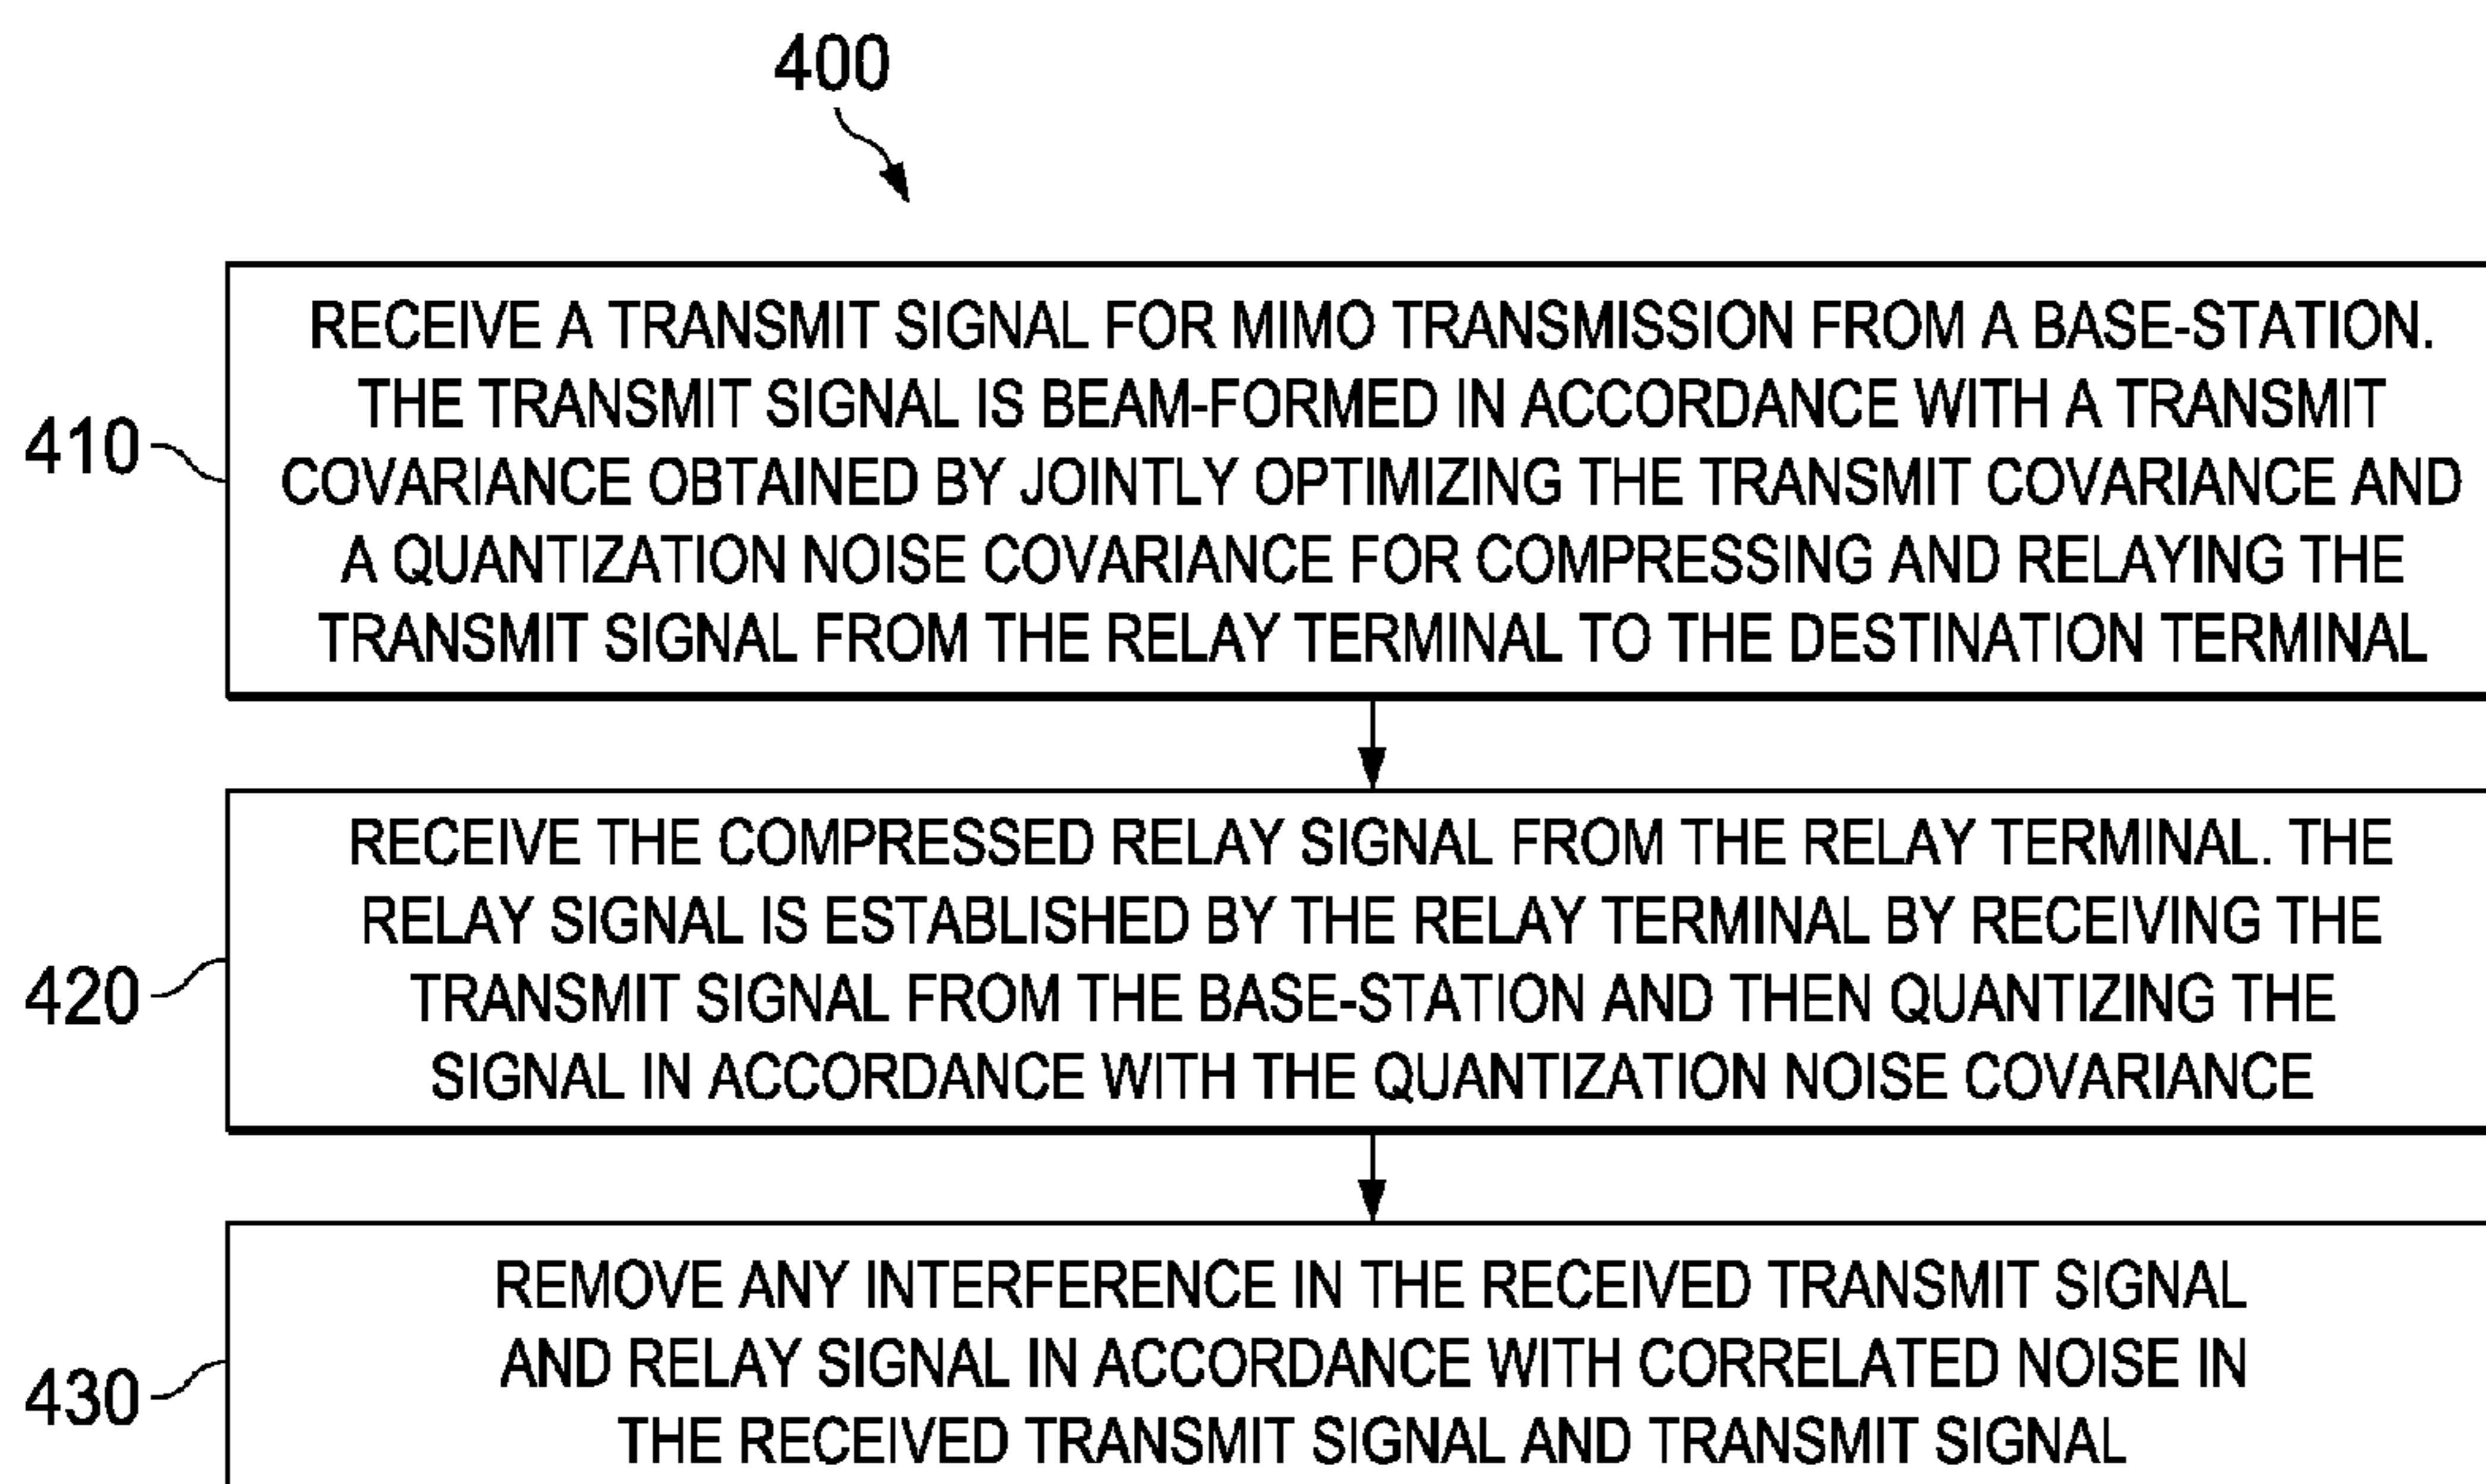 400
410
RECEIVE A TRANSMIT SIGNAL FOR MIMO TRANSMISSION FROM A BASE-STATION.
THE TRANSMIT SIGNAL IS BEAM-FORMED IN ACCORDANCE WITH A TRANSMIT
COVARIANCE OBTAINED BY JOINTLY OPTIMIZING THE TRANSMIT COVARIANCE AND
A QUANTIZATION NOISE COVARIANCE FOR COMPRESSING AND RELAYING THE
TRANSMIT SIGNAL FROM THE RELAY TERMINAL TO THE DESTINATION TERMINAL
420
RECEIVE THE COMPRESSED RELAY SIGNAL FROM THE RELAY TERMINAL. THE
RELAY SIGNAL IS ESTABLISHED BY THE RELAY TERMINAL BY RECEIVING THE
TRANSMIT SIGNAL FROM THE BASE-STATION AND THEN QUANTIZING THE
SIGNAL IN ACCORDANCE WITH THE QUANTIZATION NOISE COVARIANCE
430
REMOVE ANY INTERFERENCE IN THE RECEIVED TRANSMIT SIGNAL
AND RELAY SIGNAL IN ACCORDANCE WITH CORRELATED NOISE IN
THE RECEIVED TRANSMIT SIGNAL AND TRANSMIT SIGNAL